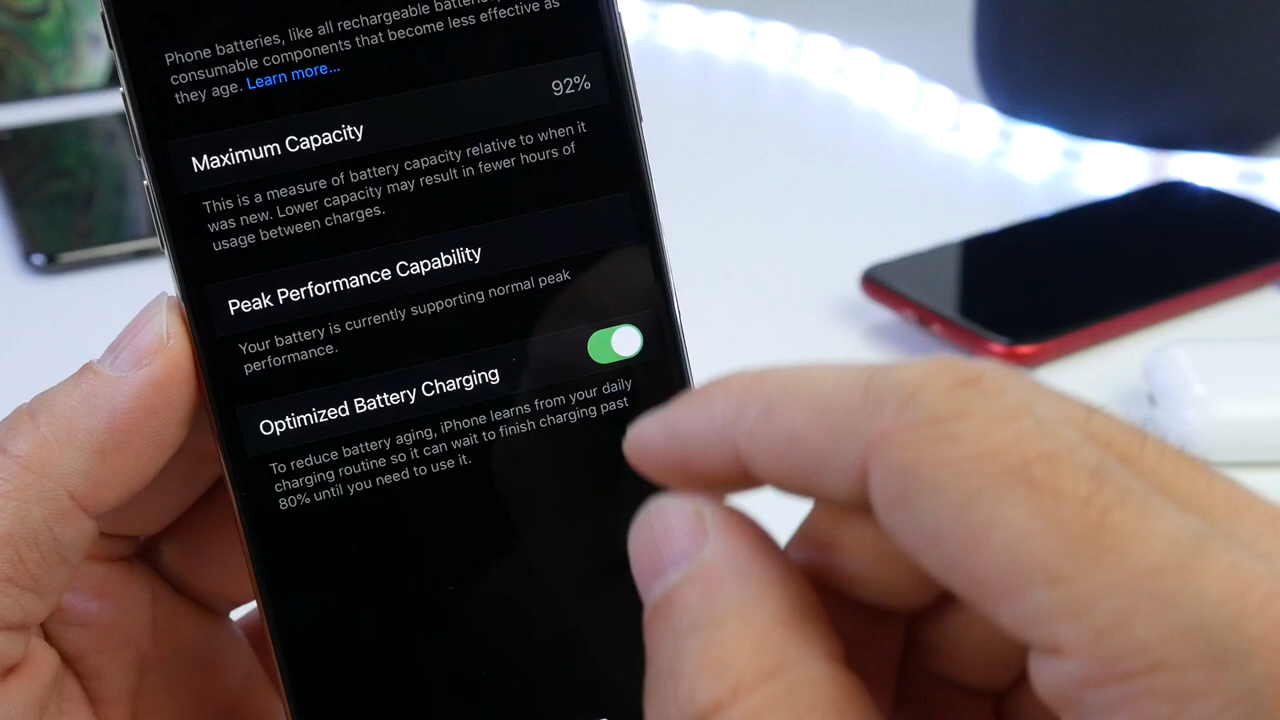 Phone batteries, like all rechargeable batteries,
consumable components that become less effective as
they age. Learn more...
Maximum Capacity
92%
This is a measure of battery capacity relative to when it
was new. Lower capacity may result in fewer hours of
usage between charges.
Peak Performance Capability
Your battery is currently supporting normal peak
performance.
Optimized Battery Charging
To reduce battery aging, iPhone learns from your daily
charging routine so it can wait to finish charging past
80% until you need to use it.